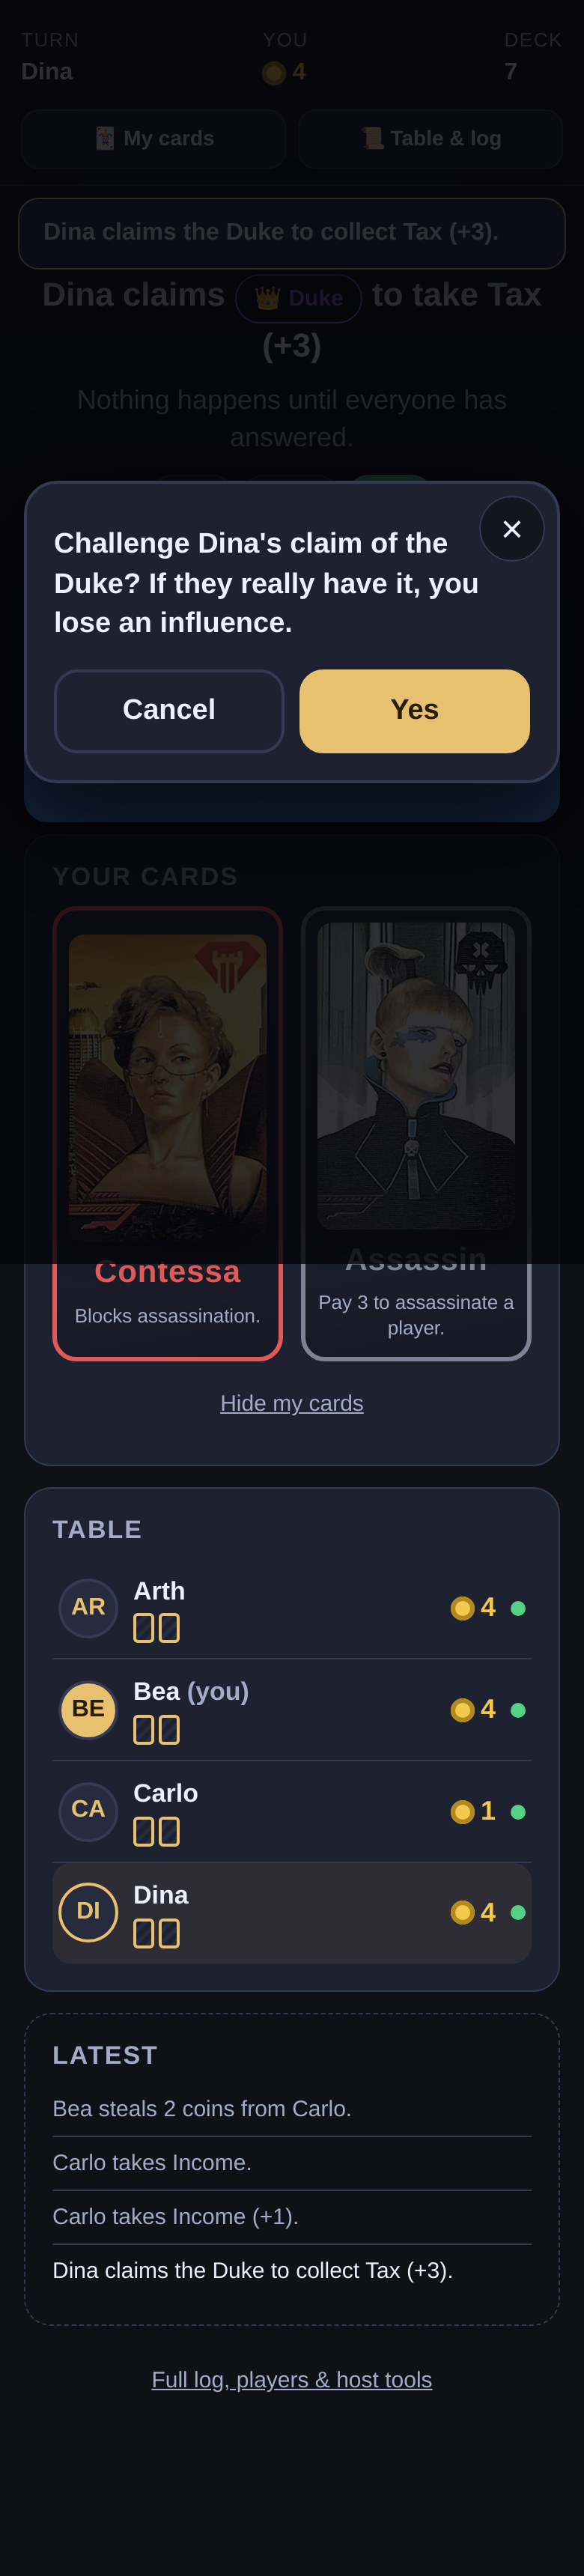 TURN
Dina
YOU
4
DECK
7
🃏 My cards
📜 Table & log
Dina claims the Duke to collect Tax (+3).
Dina claims 👑 Duke to take Tax
(+3)
Nothing happens until everyone has
answered.
Challenge Dina's claim of the
Duke? If they really have it, you
lose an influence.
✕
Cancel
Yes
YOUR CARDS
Contessa
Blocks assassination.
Assassin
Pay 3 to assassinate a
player.
Hide my cards
TABLE
AR
Arth
4
BE
Bea (you)
4
CA
Carlo
1
DI
Dina
4
LATEST
Bea steals 2 coins from Carlo.
Carlo takes Income.
Carlo takes Income (+1).
Dina claims the Duke to collect Tax (+3).
Full log, players & host tools